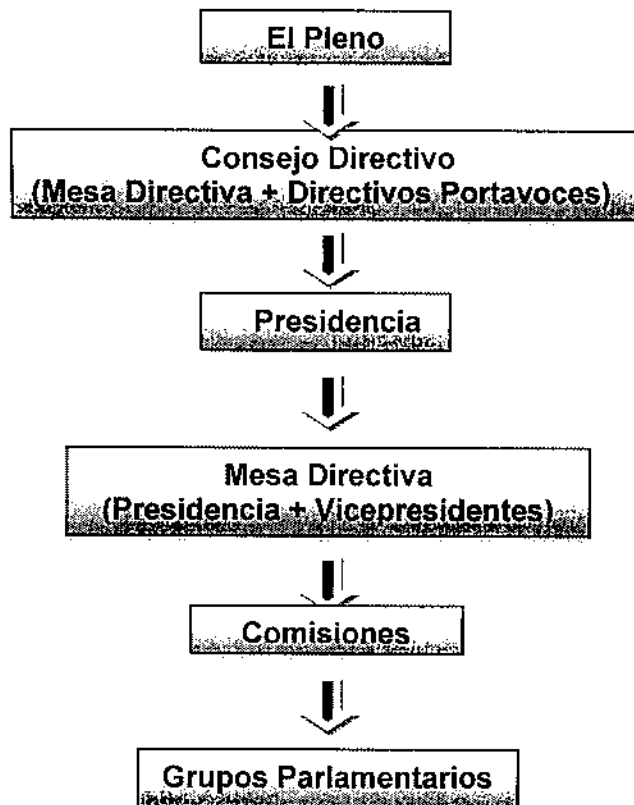 El Pleno
Consejo Directivo
(Mesa Directiva + Directivos Portavoces)
Presidencia
Mesa Directiva
(Presidencia + Vicepresidentes)
Comisiones
Grupos Parlamentarios